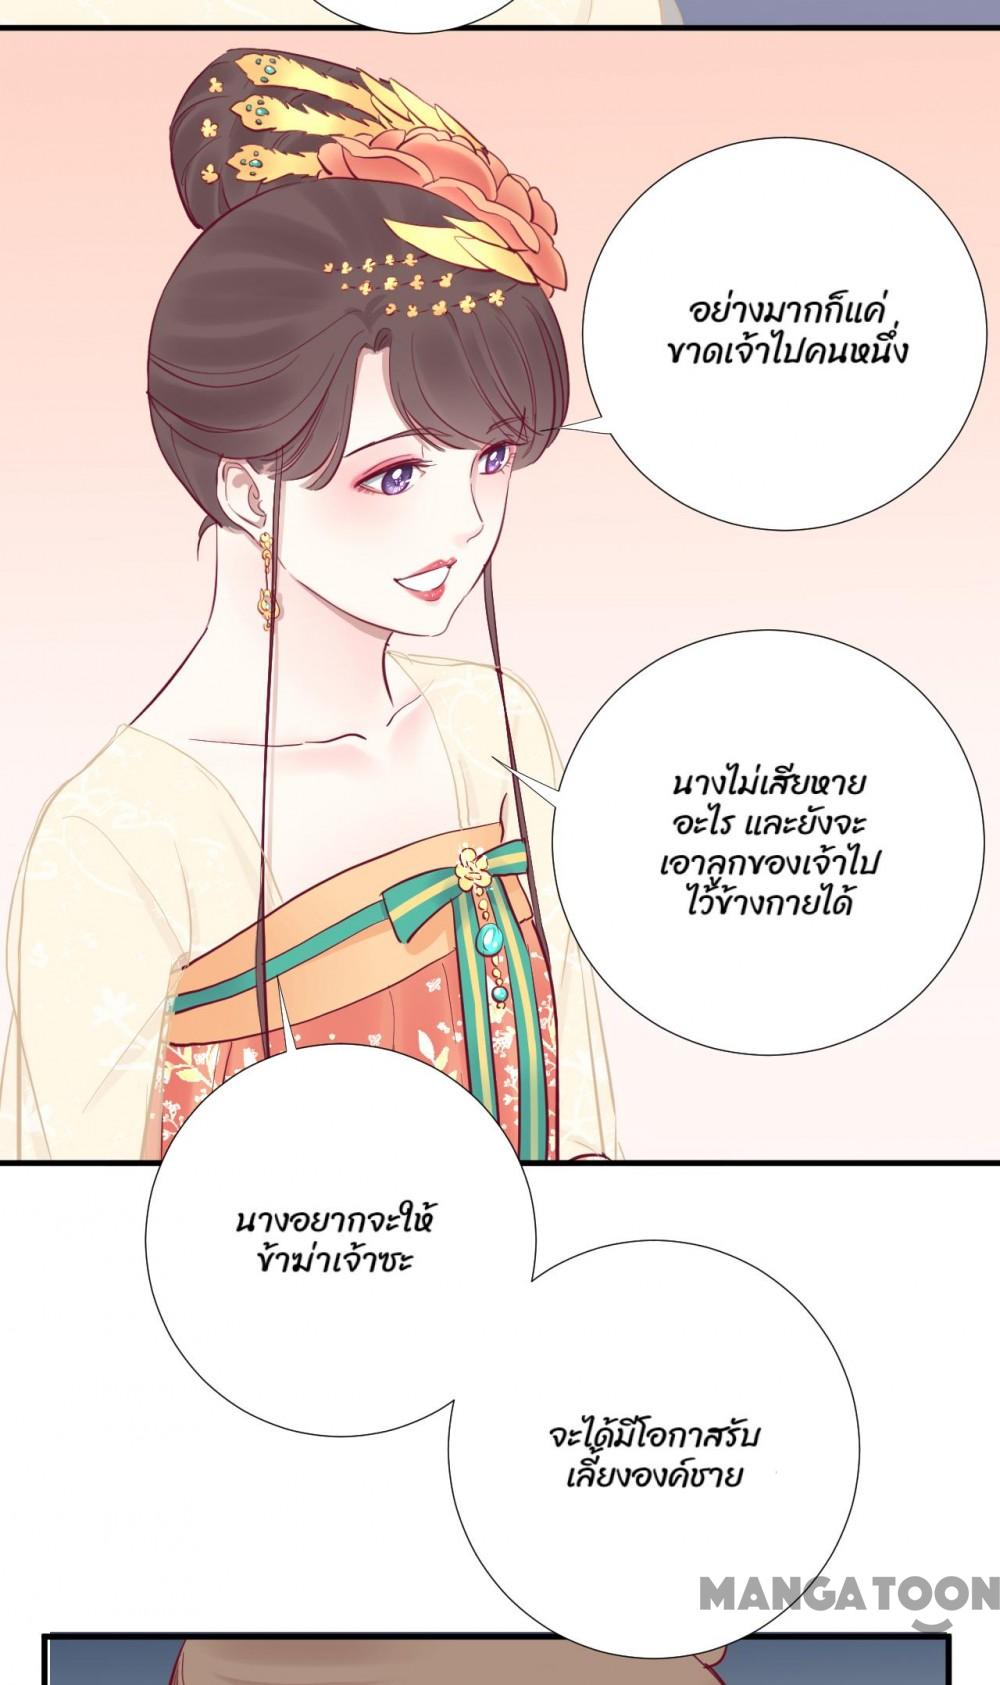 อย่างมากก็แค่
ขาดเจ้าไปคนหนึ่ง
นางไม่เสียหาย
อะไร และยังจะ
เอาลูกของเจ้าไป
ไว้ข้างกายได้
นางอยากจะให้
ข้าฆ่าเจ้าซะ
จะได้มีโอกาสรับ
เลี้ยงองค์ชาย
MANGATOON